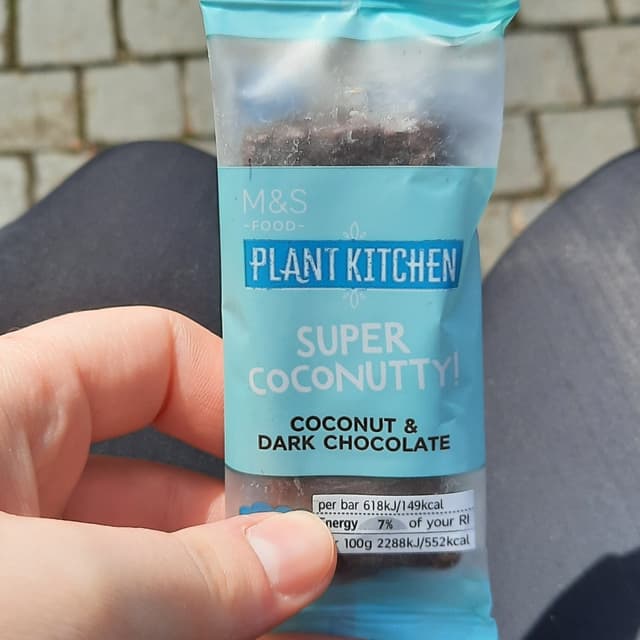 M&S
-FOOD-
PLANT KITCHEN
SUPER
COCONUTTY!
COCONUT &
DARK CHOCOLATE
per bar 618kJ/149kcal
nergy 7% of your RI
100g 2288kJ/552kcal